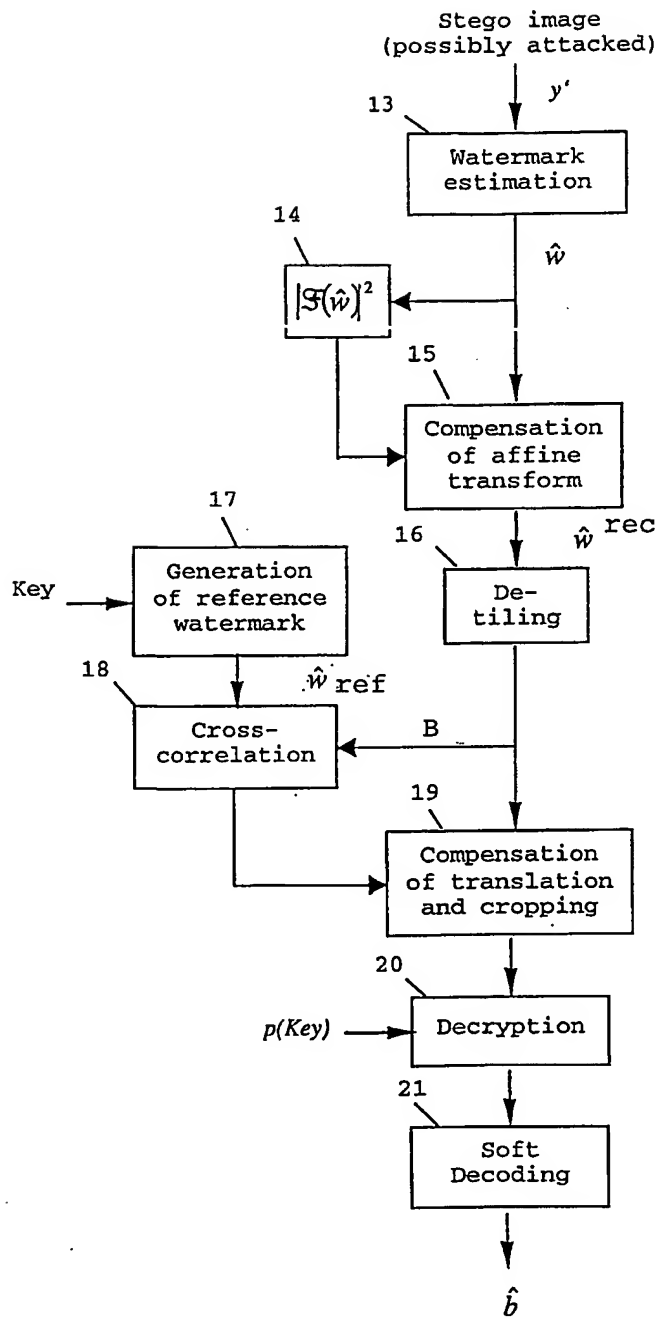 Stego image
(possibly attacked)
y'
13
Watermark
estimation
14
ŵ
|𝔉(ŵ)|²
15
Compensation
of affine
transform
17
16
ŵ rec
Key
Generation
of reference
watermark
De-
tiling
18
ŵ ref
Cross-
correlation
B
19
Compensation
of translation
and cropping
20
p(Key)
Decryption
21
Soft
Decoding
b̂